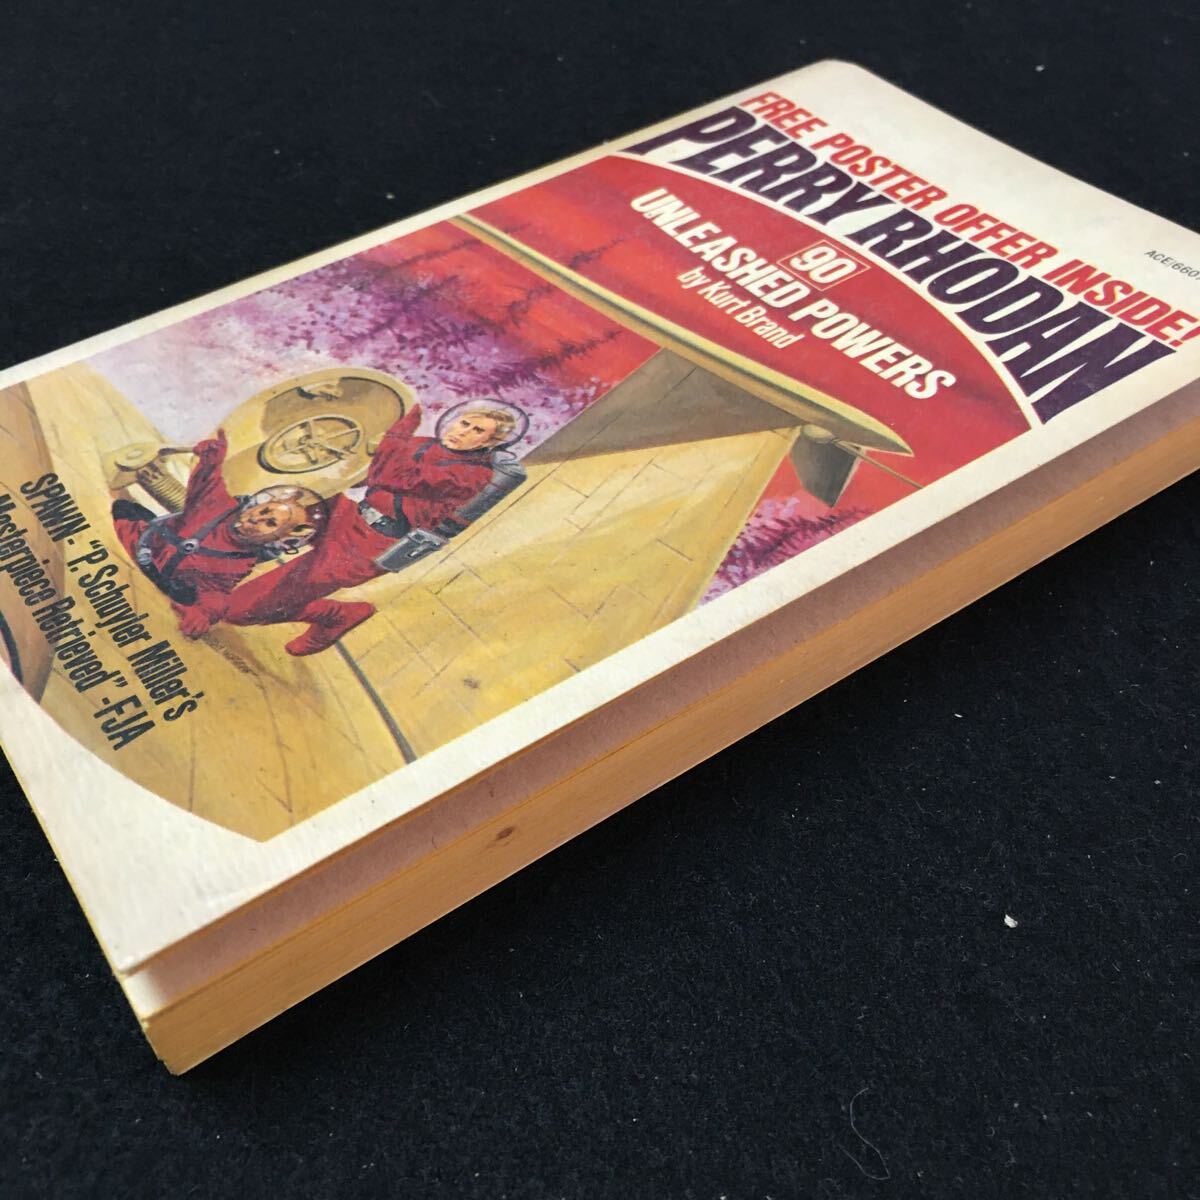 FREE POSTER OFFER INSIDE!
PERRY RHODAN
90
UNLEASHED POWERS
by Kurt Brand
SPAWN- "P. Schuyler Miller's
Masterpiece Retrieved" -FJA